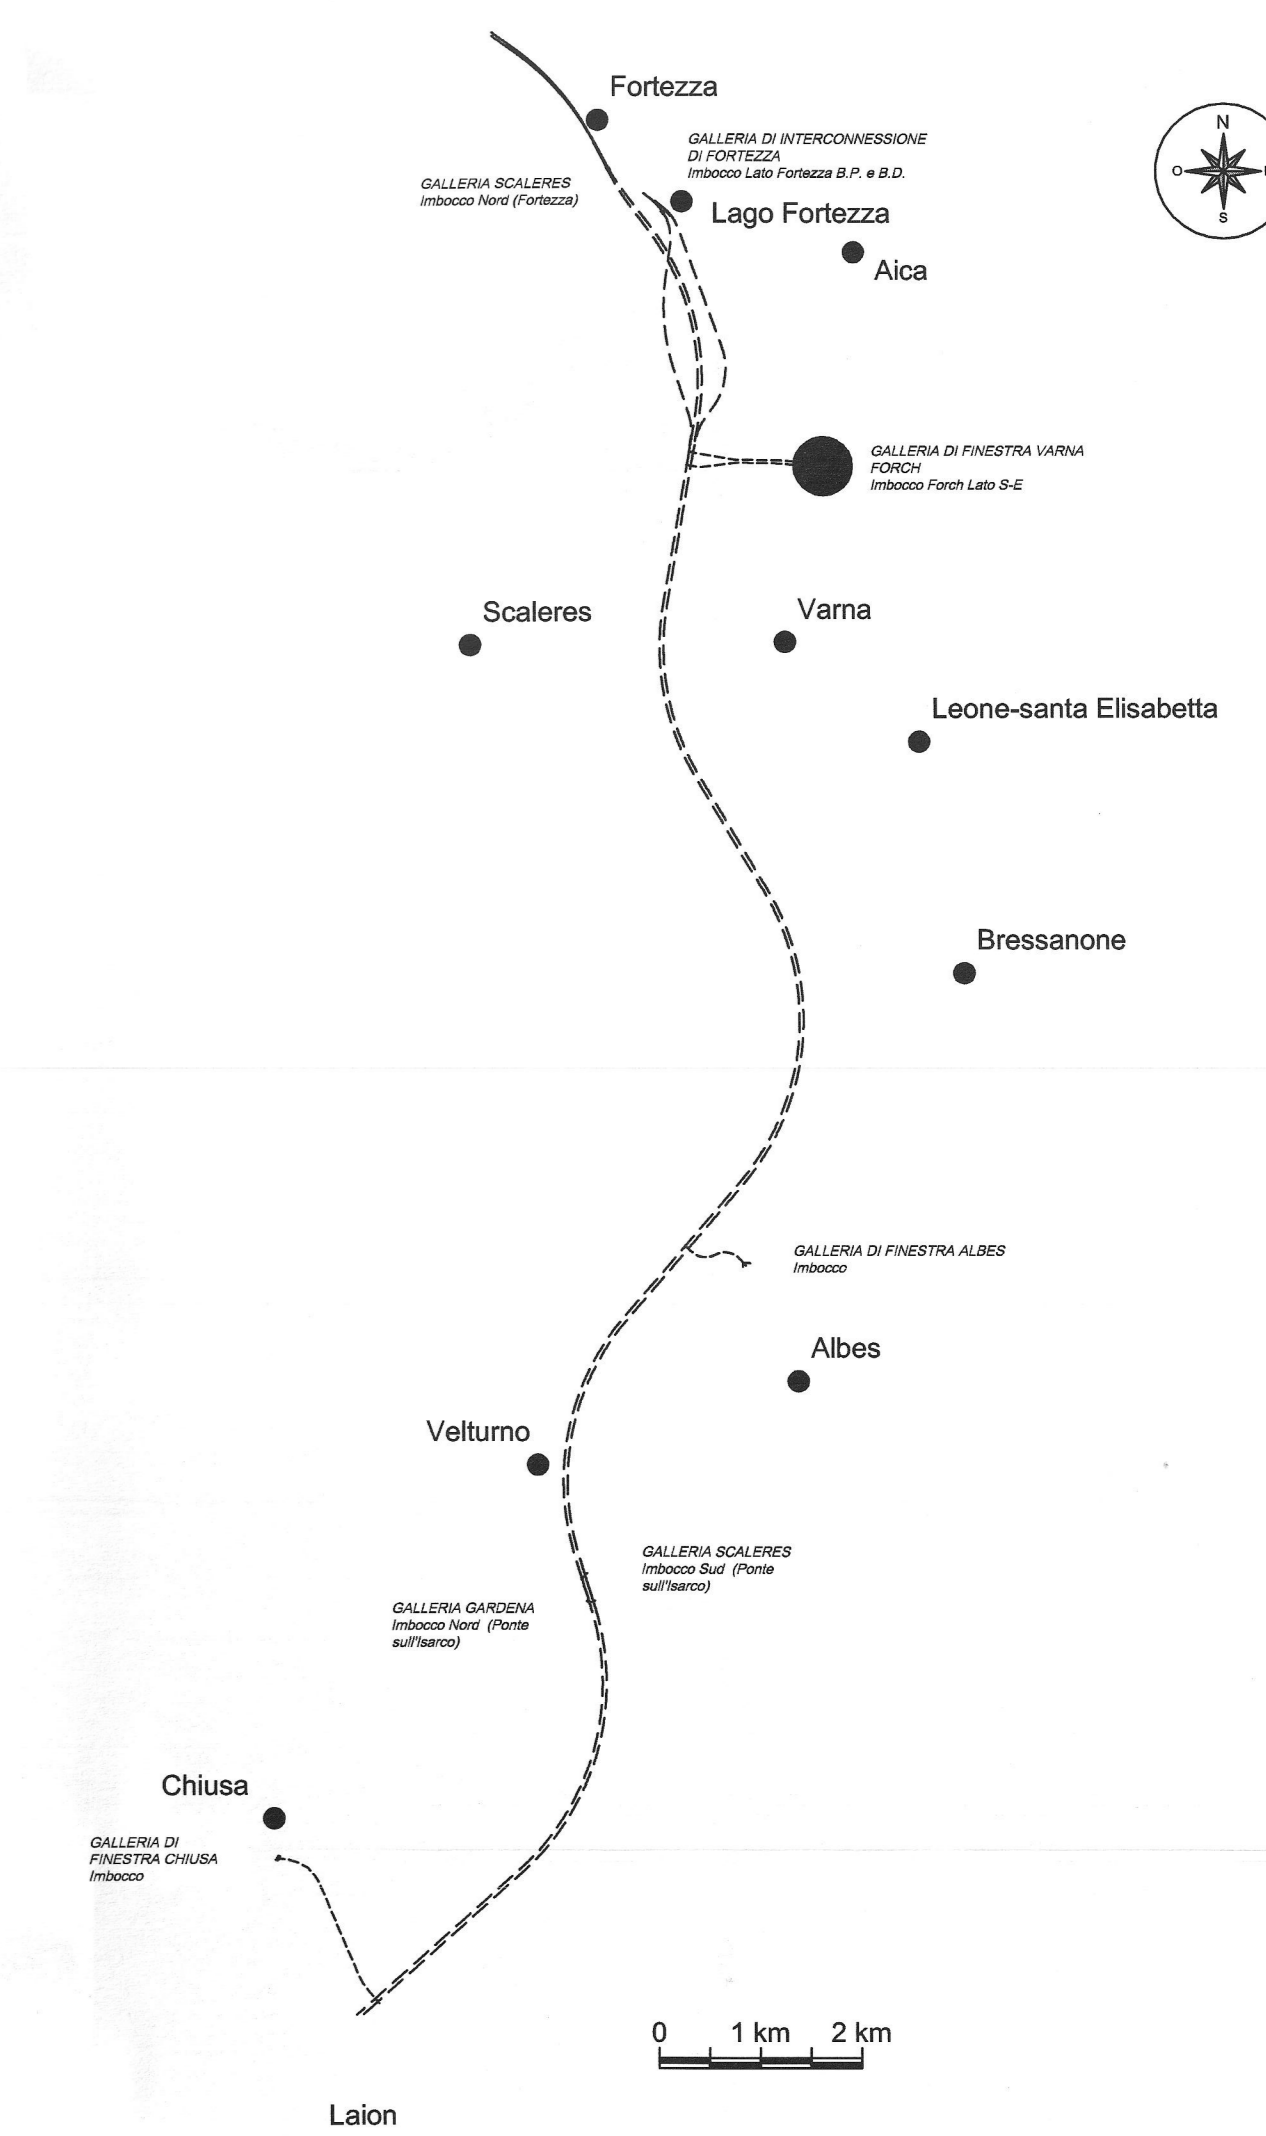 Fortezza
N
GALLERIA DI INTERCONNESSIONE
DI FORTEZZA
Imbocco Lato Fortezza B.P. e B.D.
O
GALLERIA SCALERES
Imbocco Nord (Fortezza)
S
Lago Fortezza
Aica
GALLERIA DI FINESTRA VARNA
FORCH
Imbocco Forch Lato S-E
Scaleres
Varna
Leone-santa Elisabetta
Bressanone
GALLERIA DI FINESTRA ALBES
Imbocco
Albes
Velturno
GALLERIA SCALERES
Imbocco Sud (Ponte
sull'Isarco)
GALLERIA GARDENA
Imbocco Nord (Ponte
sull'Isarco)
Chiusa
GALLERIA DI
FINESTRA CHIUSA
Imbocco
0 1 km 2 km
Laion